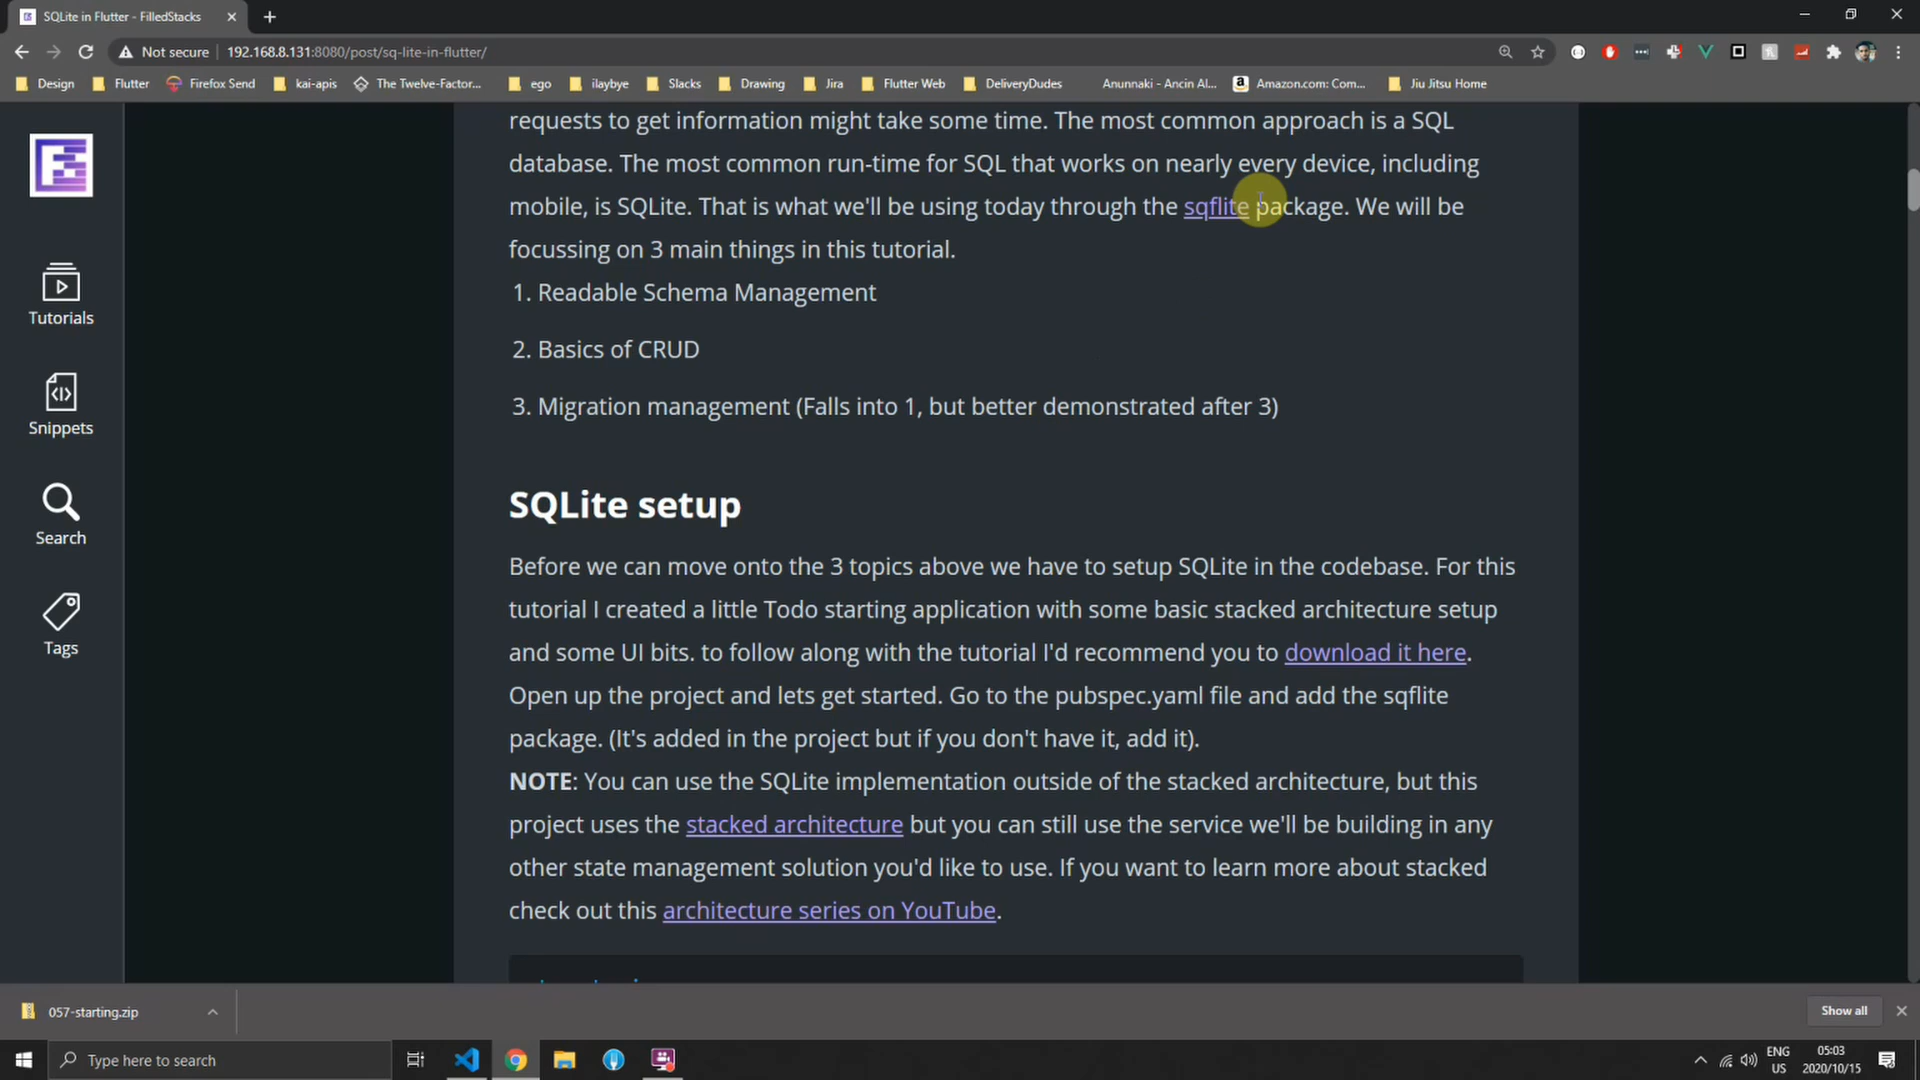 SQLite in Flutter - FilledStacks
Not secure
192.168.8.131:8080/post/sq-lite-in-flutter/
Design
Flutter
Firefox Send
kai-apis
The Twelve-Factor...
ego
ilaybye
Slacks
Drawing
Jira
Flutter Web
DeliveryDudes
Anunnaki - Ancin Al...
Amazon.com: Com...
Jiu Jitsu Home
Tutorials
Snippets
Search
Tags
requests to get information might take some time. The most common approach is a SQL
database. The most common run-time for SQL that works on nearly every device, including
mobile, is SQLite. That is what we'll be using today through the sqflite package. We will be
focussing on 3 main things in this tutorial.
1. Readable Schema Management
2. Basics of CRUD
3. Migration management (Falls into 1, but better demonstrated after 3)
SQLite setup
Before we can move onto the 3 topics above we have to setup SQLite in the codebase. For this
tutorial I created a little Todo starting application with some basic stacked architecture setup
and some UI bits. to follow along with the tutorial I'd recommend you to download it here.
Open up the project and lets get started. Go to the pubspec.yaml file and add the sqflite
package. (It's added in the project but if you don't have it, add it).
NOTE: You can use the SQLite implementation outside of the stacked architecture, but this
project uses the stacked architecture but you can still use the service we'll be building in any
other state management solution you'd like to use. If you want to learn more about stacked
check out this architecture series on YouTube.
057-starting.zip
Show all
Type here to search
ENG
US
05:03
2020/10/15